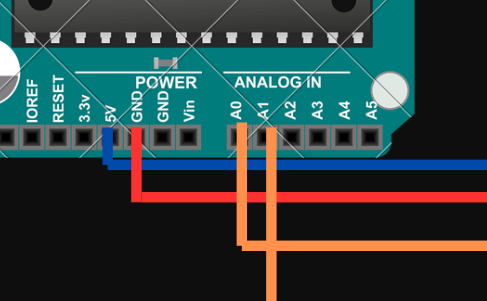 POWER
ANALOG IN
IOREF
RESET
3.3v
5V
GND
GND
Vin
A0
A1
A2
A3
A4
A5